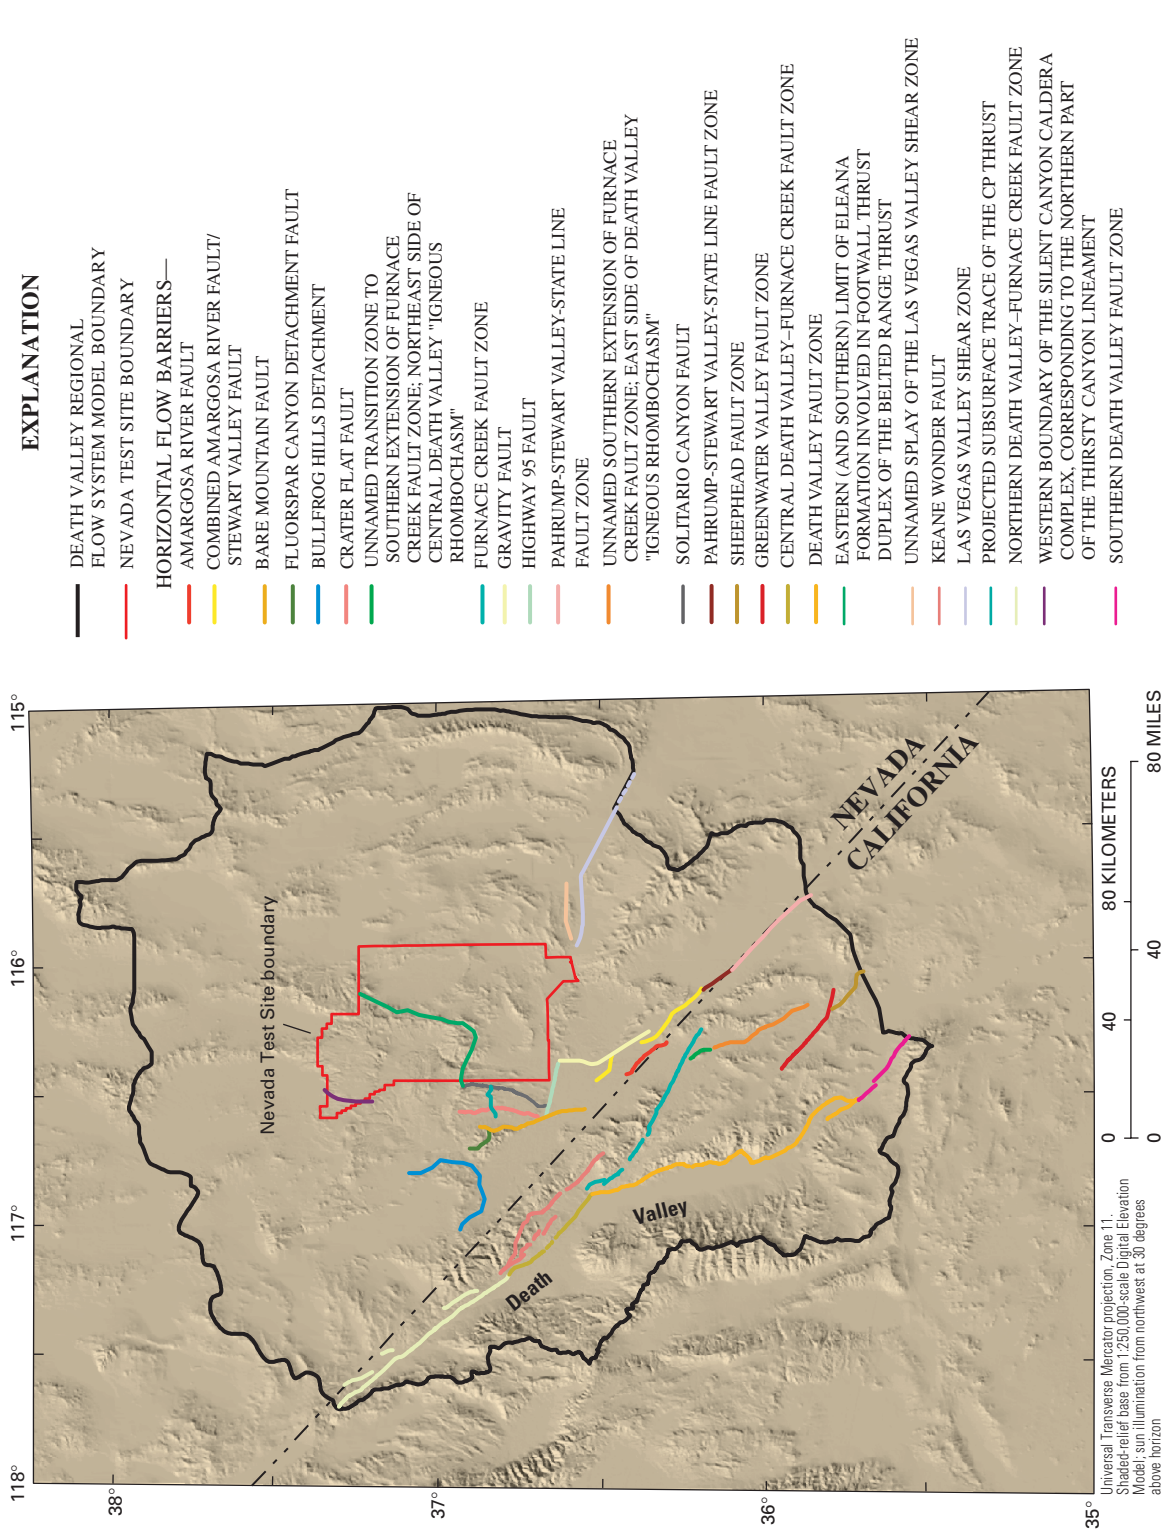 EXPLANATION
DEATH VALLEY REGIONAL
FLOW SYSTEM MODEL BOUNDARY
NEVADA TEST SITE BOUNDARY
HORIZONTAL FLOW BARRIERS—
AMARGOSA RIVER FAULT
COMBINED AMARGOSA RIVER FAULT/
STEWART VALLEY FAULT
BARE MOUNTAIN FAULT
FLUORSPAR CANYON DETACHMENT FAULT
BULLFROG HILLS DETACHMENT
CRATER FLAT FAULT
UNNAMED TRANSITION ZONE TO
SOUTHERN EXTENSION OF FURNACE
CREEK FAULT ZONE; NORTHEAST SIDE OF
CENTRAL DEATH VALLEY "IGNEOUS
RHOMBOCHASM"
FURNACE CREEK FAULT ZONE
GRAVITY FAULT
HIGHWAY 95 FAULT
PAHRUMP-STEWART VALLEY-STATE LINE
FAULT ZONE
UNNAMED SOUTHERN EXTENSION OF FURNACE
CREEK FAULT ZONE; EAST SIDE OF DEATH VALLEY
"IGNEOUS RHOMBOCHASM"
SOLITARIO CANYON FAULT
PAHRUMP-STEWART VALLEY-STATE LINE FAULT ZONE
SHEEPHEAD FAULT ZONE
GREENWATER VALLEY FAULT ZONE
CENTRAL DEATH VALLEY–FURNACE CREEK FAULT ZONE
DEATH VALLEY FAULT ZONE
EASTERN (AND SOUTHERN) LIMIT OF ELEANA
FORMATION INVOLVED IN FOOTWALL THRUST
DUPLEX OF THE BELTED RANGE THRUST
UNNAMED SPLAY OF THE LAS VEGAS VALLEY SHEAR ZONE
KEANE WONDER FAULT
LAS VEGAS VALLEY SHEAR ZONE
PROJECTED SUBSURFACE TRACE OF THE CP THRUST
NORTHERN DEATH VALLEY–FURNACE CREEK FAULT ZONE
WESTERN BOUNDARY OF THE SILENT CANYON CALDERA
COMPLEX, CORRESPONDING TO THE NORTHERN PART
OF THE THIRSTY CANYON LINEAMENT
SOUTHERN DEATH VALLEY FAULT ZONE
118°
117°
116°
115°
38°
37°
36°
35°
Nevada Test Site boundary
Death
Valley
NEVADA
CALIFORNIA
0 40 80 KILOMETERS
0 40 80 MILES
Universal Transverse Mercator projection, Zone 11.
Shaded-relief base from 1:250,000-scale Digital Elevation
Model; sun illumination from northwest at 30 degrees
above horizon